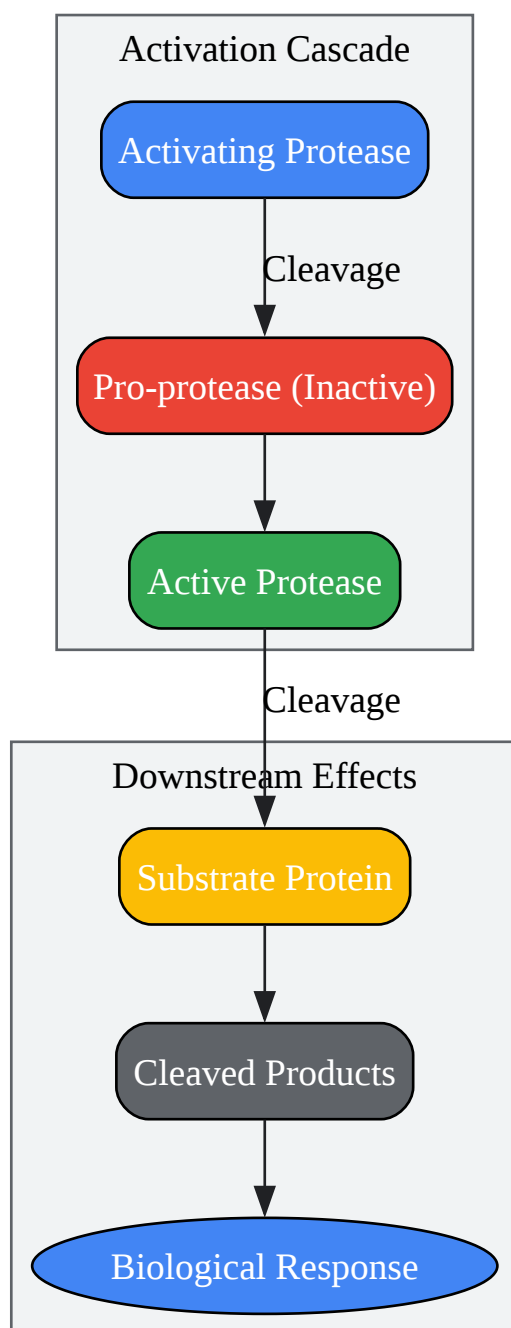 Activation Cascade
Activating Protease
Cleavage
Pro-protease (Inactive)
Active Protease
Cleavage
Downstream Effects
Substrate Protein
Cleaved Products
Biological Response